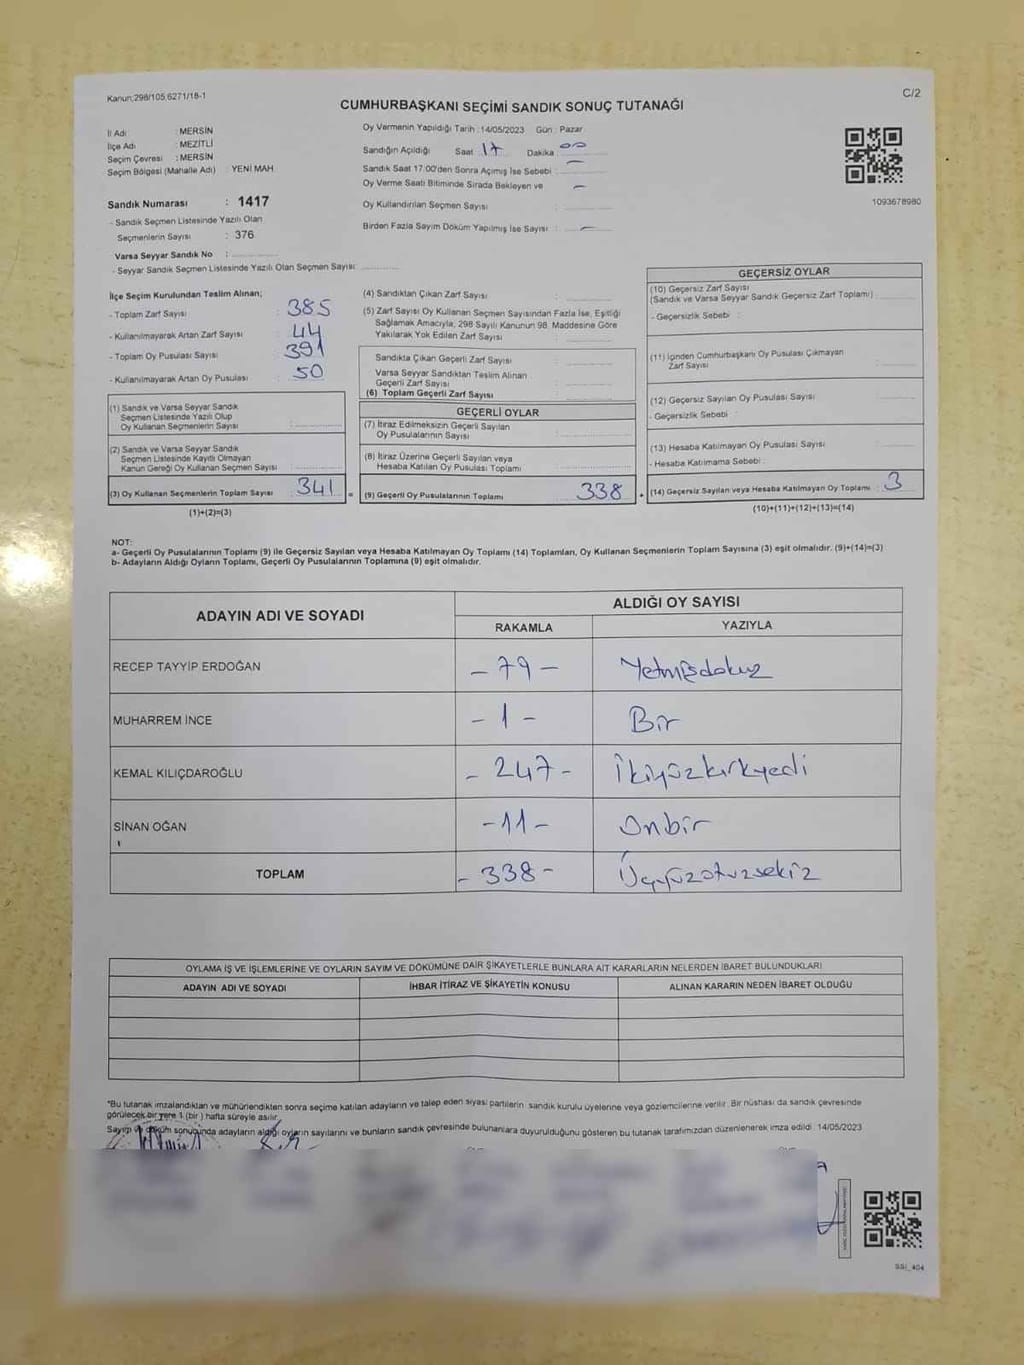 Kanun;298/105,6271/18-1
C/2
CUMHURBAŞKANI SEÇİMİ SANDIK SONUÇ TUTANAĞI
İl Adı : MERSİN
İlçe Adı : MEZİTLİ
Seçim Çevresi : MERSİN
Seçim Bölgesi (Mahalle Adı) : YENİ MAH.
Sandık Numarası : 1417
- Sandık Seçmen Listesinde Yazılı Olan
Seçmenlerin Sayısı : 376
Varsa Seyyar Sandık No :
- Seyyar Sandık Seçmen Listesinde Yazılı Olan Seçmen Sayısı:
Oy Vermenin Yapıldığı Tarih : 14/05/2023 Gün : Pazar
Sandığın Açıldığı Saat 17 Dakika 00
Sandık Saat 17:00'den Sonra Açılmış İse Sebebi : -
Oy Verme Saati Bitiminde Sırada Bekleyen ve -
Oy Kullandırılan Seçmen Sayısı :
Birden Fazla Sayım Döküm Yapılmış İse Sayısı : -
1093678980
İlçe Seçim Kurulundan Teslim Alınan;
- Toplam Zarf Sayısı : 385
- Kullanılmayarak Artan Zarf Sayısı : 44
- Toplam Oy Pusulası Sayısı : 391
- Kullanılmayarak Artan Oy Pusulası : 50
(1) Sandık ve Varsa Seyyar Sandık
Seçmen Listesinde Yazılı Olup
Oy Kullanan Seçmenlerin Sayısı :
(2) Sandık ve Varsa Seyyar Sandık
Seçmen Listesinde Kayıtlı Olmayan
Kanun Gereği Oy Kullanan Seçmen Sayısı :
(3) Oy Kullanan Seçmenlerin Toplam Sayısı : 341 =
(1)+(2)=(3)
(4) Sandıktan Çıkan Zarf Sayısı :
(5) Zarf Sayısı Oy Kullanan Seçmen Sayısından Fazla İse, Eşitliği
Sağlamak Amacıyla, 298 Sayılı Kanunun 98. Maddesine Göre
Yakılarak Yok Edilen Zarf Sayısı :
Sandıkta Çıkan Geçerli Zarf Sayısı :
Varsa Seyyar Sandıktan Teslim Alınan
Geçerli Zarf Sayısı :
(6) Toplam Geçerli Zarf Sayısı :
GEÇERLİ OYLAR
(7) İtiraz Edilmeksizin Geçerli Sayılan
Oy Pusulalarının Sayısı :
(8) İtiraz Üzerine Geçerli Sayılan veya
Hesaba Katılan Oy Pusulası Toplamı :
(9) Geçerli Oy Pusulalarının Toplamı : 338 +
GEÇERSİZ OYLAR
(10) Geçersiz Zarf Sayısı
(Sandık ve Varsa Seyyar Sandık Geçersiz Zarf Toplamı) :
- Geçersizlik Sebebi :
(11) İçinden Cumhurbaşkanı Oy Pusulası Çıkmayan
Zarf Sayısı :
(12) Geçersiz Sayılan Oy Pusulası Sayısı :
- Geçersizlik Sebebi :
(13) Hesaba Katılmayan Oy Pusulası Sayısı :
- Hesaba Katılmama Sebebi :
(14) Geçersiz Sayılan veya Hesaba Katılmayan Oy Toplamı : 3
(10)+(11)+(12)+(13)=(14)
NOT:
a- Geçerli Oy Pusulalarının Toplamı (9) ile Geçersiz Sayılan veya Hesaba Katılmayan Oy Toplamı (14) Toplamları, Oy Kullanan Seçmenlerin Toplam Sayısına (3) eşit olmalıdır. (9)+(14)=(3)
b- Adayların Aldığı Oyların Toplamı, Geçerli Oy Pusulalarının Toplamına (9) eşit olmalıdır.
ADAYIN ADI VE SOYADI
ALDIĞI OY SAYISI
RAKAMLA YAZIYLA
RECEP TAYYİP ERDOĞAN - 79 - Yetmişdokuz
MUHARREM İNCE - 1 - Bir
KEMAL KILIÇDAROĞLU - 247 - İkiyüzkırkyedi
SİNAN OĞAN - 11 - Onbir
TOPLAM - 338 - Üçyüzotuzsekiz
OYLAMA İŞ VE İŞLEMLERİNE VE OYLARIN SAYIM VE DÖKÜMÜNE DAİR ŞİKAYETLERLE BUNLARA AİT KARARLARIN NELERDEN İBARET BULUNDUKLARI
ADAYIN ADI VE SOYADI İHBAR İTİRAZ VE ŞİKAYETİN KONUSU ALINAN KARARIN NEDEN İBARET OLDUĞU
*Bu tutanak imzalandıktan ve mühürlendikten sonra seçime katılan adayların ve talep eden siyasi partilerin sandık kurulu üyelerine veya gözlemcilerine verilir. Bir nüshası da sandık çevresinde
görülecek bir yere 1 (bir) hafta süreyle asılır.
Sayım ve döküm sonuçunda adayların aldığı oyların sayılarını ve bunların sandık çevresinde bulunanlara duyurulduğunu gösteren bu tutanak tarafımızdan düzenlenerek imza edildi. 14/05/2023
SSİ_404